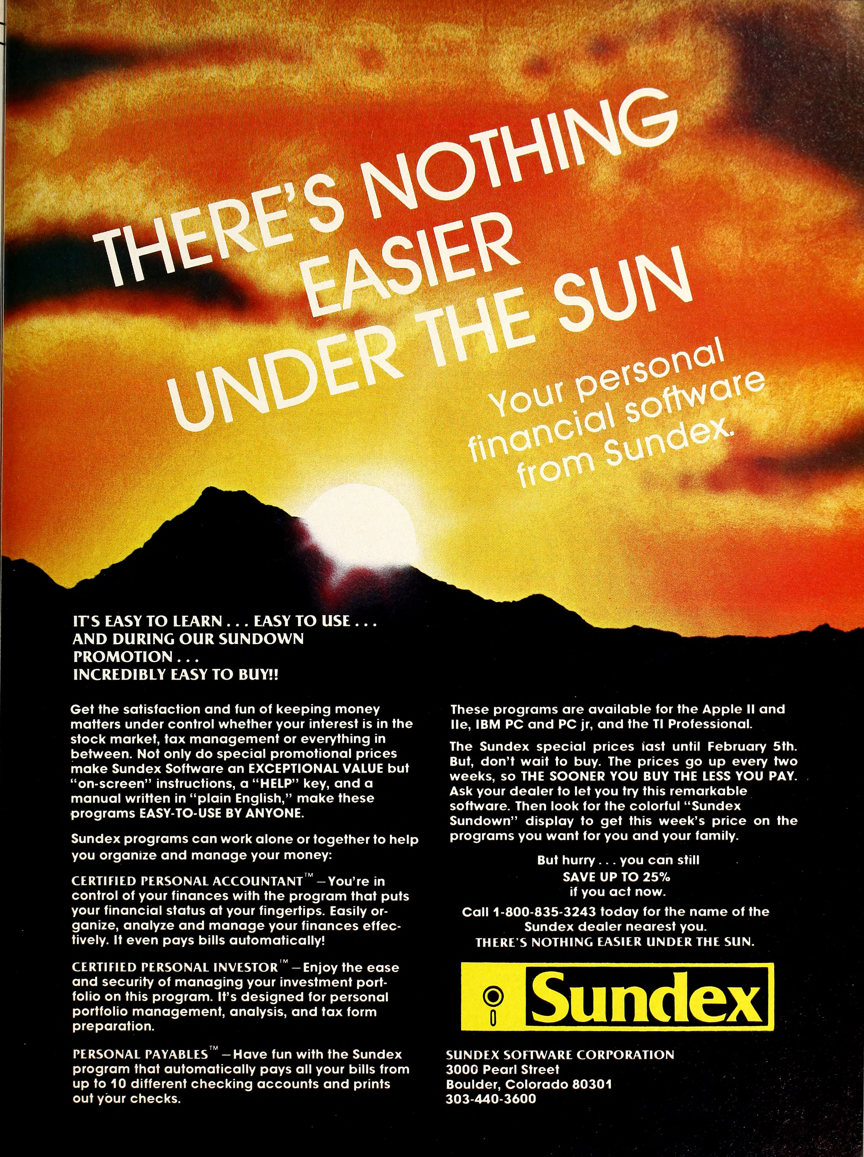 THERE'S NOTHING
EASIER
UNDER THE SUN
Your personal
financial software
from Sundex.
IT'S EASY TO LEARN . . . EASY TO USE . . .
AND DURING OUR SUNDOWN
PROMOTION . . .
INCREDIBLY EASY TO BUY!!
Get the satisfaction and fun of keeping money
matters under control whether your interest is in the
stock market, tax management or everything in
between. Not only do special promotional prices
make Sundex Software an EXCEPTIONAL VALUE but
“on-screen” instructions, a “HELP” key, and a
manual written in “plain English,” make these
programs EASY-TO-USE BY ANYONE.
Sundex programs can work alone or together to help
you organize and manage your money:
CERTIFIED PERSONAL ACCOUNTANT™ — You're in
control of your finances with the program that puts
your financial status at your fingertips. Easily or-
ganize, analyze and manage your finances effec-
tively. It even pays bills automatically!
CERTIFIED PERSONAL INVESTOR™ — Enjoy the ease
and security of managing your investment port-
folio on this program. It's designed for personal
portfolio management, analysis, and tax form
preparation.
PERSONAL PAYABLES™ — Have fun with the Sundex
program that automatically pays all your bills from
up to 10 different checking accounts and prints
out your checks.
These programs are available for the Apple II and
IIe, IBM PC and PC jr, and the TI Professional.
The Sundex special prices last until February 5th.
But, don't wait to buy. The prices go up every two
weeks, so THE SOONER YOU BUY THE LESS YOU PAY.
Ask your dealer to let you try this remarkable
software. Then look for the colorful “Sundex
Sundown” display to get this week's price on the
programs you want for you and your family.
But hurry . . . you can still
SAVE UP TO 25%
if you act now.
Call 1-800-835-3243 today for the name of the
Sundex dealer nearest you.
THERE'S NOTHING EASIER UNDER THE SUN.
Sundex
SUNDEX SOFTWARE CORPORATION
3000 Pearl Street
Boulder, Colorado 80301
303-440-3600